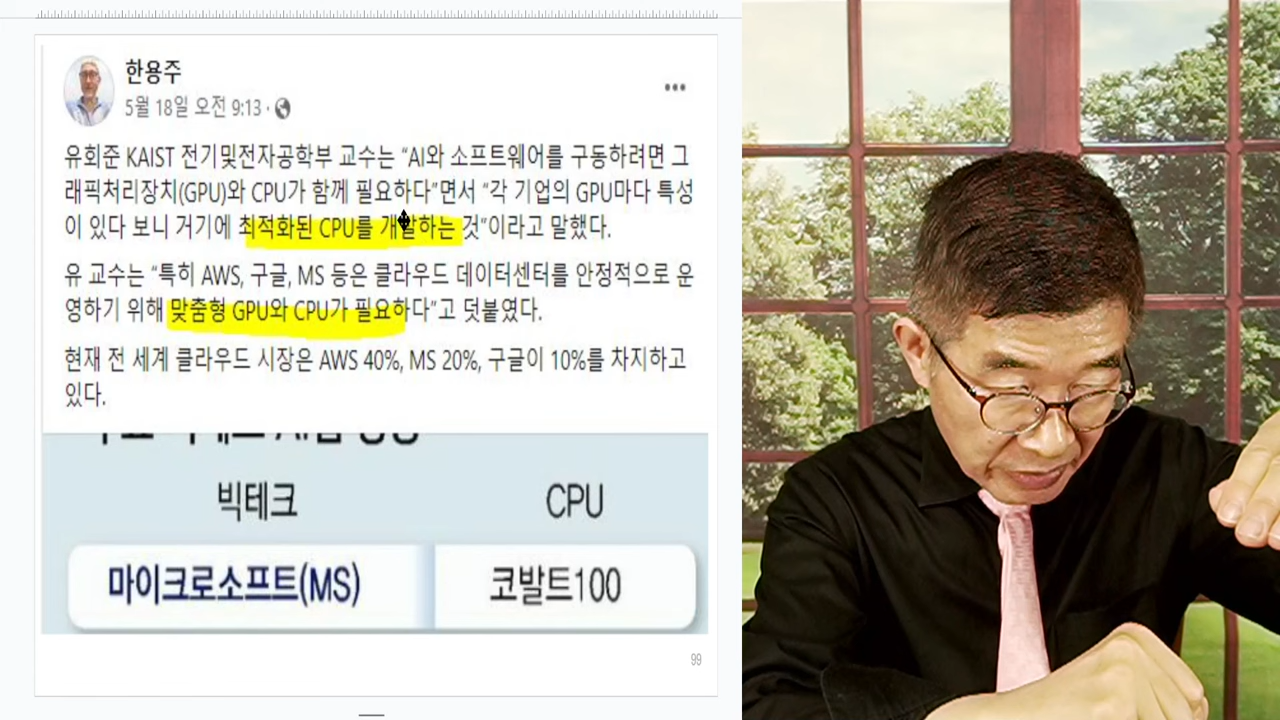 한용주
5월 18일 오전 9:13 ·
유회준 KAIST 전기및전자공학부 교수는 “AI와 소프트웨어를 구동하려면 그
래픽처리장치(GPU)와 CPU가 함께 필요하다”면서 “각 기업의 GPU마다 특성
이 있다 보니 거기에 최적화된 CPU를 개발하는 것”이라고 말했다.
유 교수는 “특히 AWS, 구글, MS 등은 클라우드 데이터센터를 안정적으로 운
영하기 위해 맞춤형 GPU와 CPU가 필요하다”고 덧붙였다.
현재 전 세계 클라우드 시장은 AWS 40%, MS 20%, 구글이 10%를 차지하고
있다.
빅테크 CPU
마이크로소프트(MS) 코발트100
99